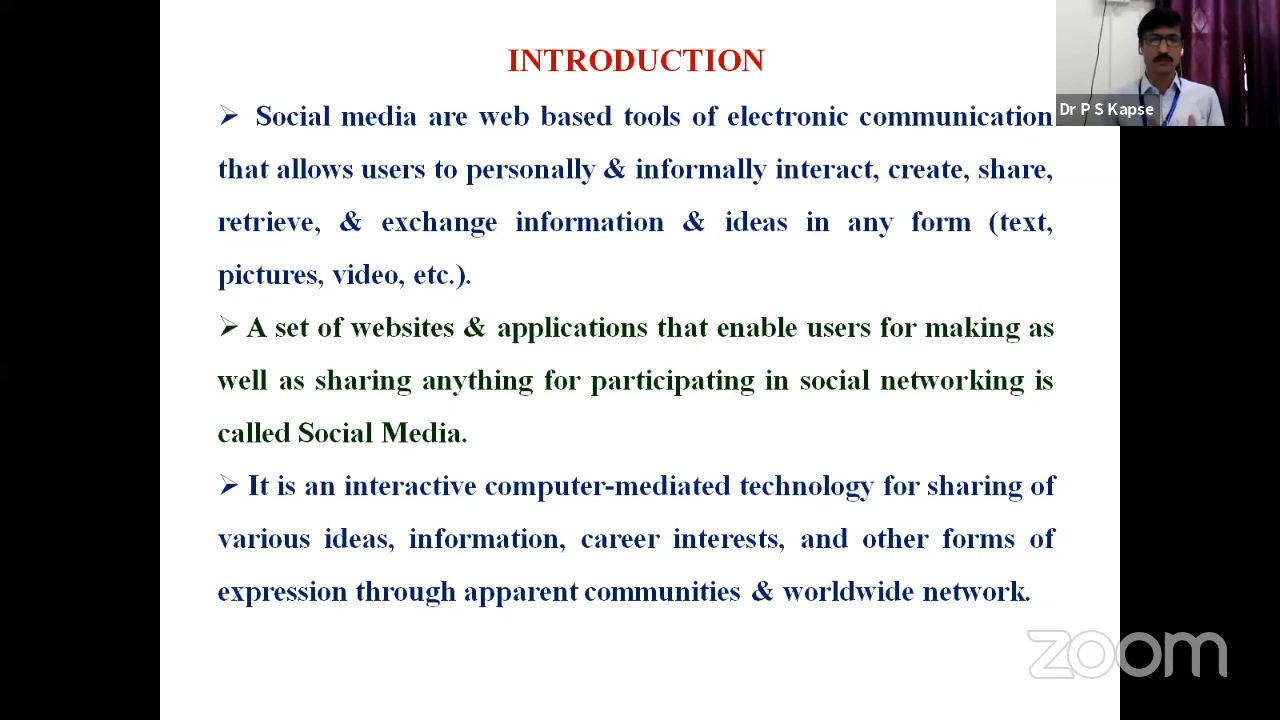 INTRODUCTION
➢ Social media are web based tools of electronic communication
that allows users to personally & informally interact, create, share,
retrieve, & exchange information & ideas in any form (text,
pictures, video, etc.).
➢ A set of websites & applications that enable users for making as
well as sharing anything for participating in social networking is
called Social Media.
➢ It is an interactive computer-mediated technology for sharing of
various ideas, information, career interests, and other forms of
expression through apparent communities & worldwide network.
Dr P S Kapse
zoom